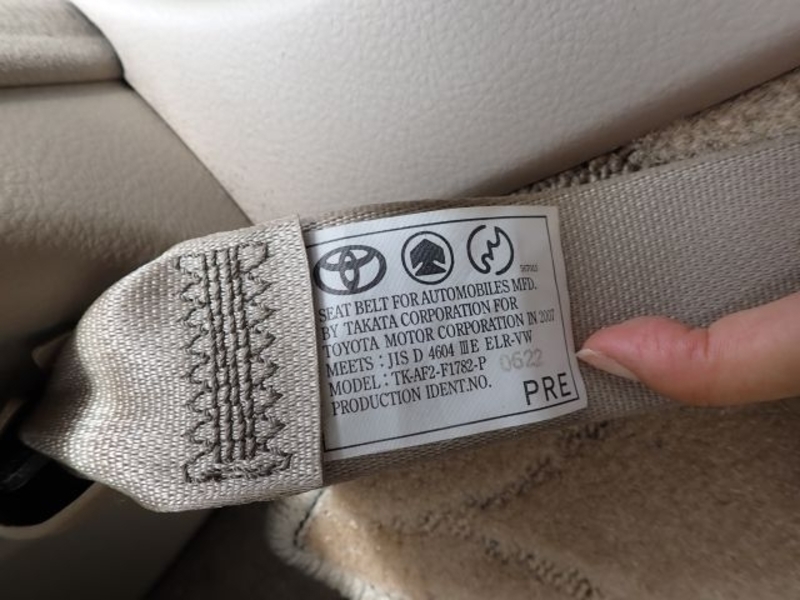 SEAT BELT FOR AUTOMOBILES MFD.
BY TAKATA CORPORATION FOR
TOYOTA MOTOR CORPORATION IN 2007
MEETS : JIS D 4604 ⅢE ELR-VW
MODEL : TK-AF2-F1782-P 0622
PRODUCTION IDENT.NO.
PRE